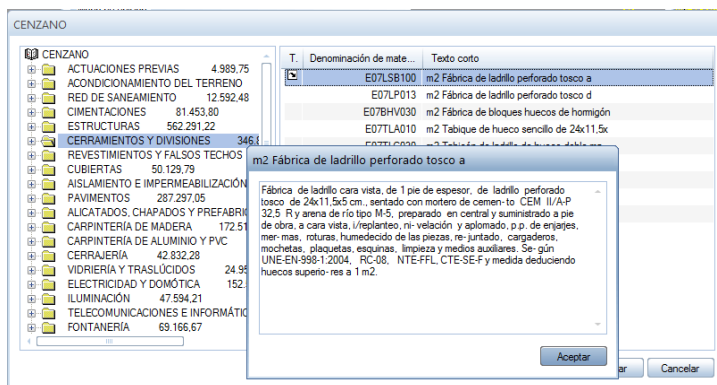 CENZANO
CENZANO
ACTUACIONES PREVIAS 4.989,75
ACONDICIONAMIENTO DEL TERRENO
RED DE SANEAMIENTO 12.592,48
CIMENTACIONES 81.453,80
ESTRUCTURAS 562.291,22
CERRAMIENTOS Y DIVISIONES 346.8
REVESTIMIENTOS Y FALSOS TECHOS
CUBIERTAS 50.129,79
AISLAMIENTO E IMPERMEABILIZACIÓN
PAVIMENTOS 287.297,05
ALICATADOS, CHAPADOS Y PREFABRIC
CARPINTERÍA DE MADERA 172.51
CARPINTERÍA DE ALUMINIO Y PVC
CERRAJERÍA 42.832,28
VIDRIERÍA Y TRASLÚCIDOS 24.95
ELECTRICIDAD Y DOMÓTICA 152.
ILUMINACIÓN 47.594,21
TELECOMUNICACIONES E INFORMÁTIC
FONTANERÍA 69.166,67
T. Denominación de mate... Texto corto
E07LSB100 m2 Fábrica de ladrillo perforado tosco a
E07LP013 m2 Fábrica de ladrillo perforado tosco d
E07BHV030 m2 Fábrica de bloques huecos de hormigón
E07TLA010 m2 Tabique de hueco sencillo de 24x11,5x
m2 Fábrica de ladrillo perforado tosco a
Fábrica de ladrillo cara vista, de 1 pie de espesor, de ladrillo perforado
tosco de 24x11,5x5 cm., sentado con mortero de cemen- to CEM II/A-P
32,5 R y arena de río tipo M-5, preparado en central y suministrado a pie
de obra, a cara vista, i/replanteo, ni- velación y aplomado, p.p. de enjarjes,
mer- mas, roturas, humedecido de las piezas, re- juntado, cargaderos,
mochetas, plaquetas, esquinas, limpieza y medios auxiliares. Se- gún
UNE-EN-998-1:2004, RC-08, NTE-FFL, CTE-SE-F y medida deduciendo
huecos superio- res a 1 m2.
Aceptar
ar
Cancelar